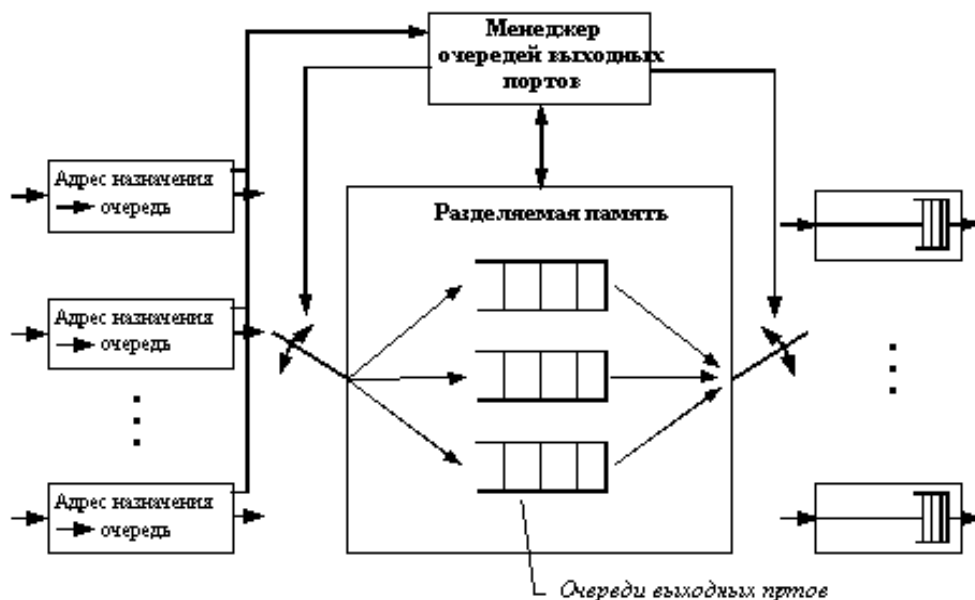 Менеджер
очередей выходных
портов
Адрес назначения
очередь
Разделяемая память
Адрес назначения
очередь
Адрес назначения
очередь
Очереди выходных пртов